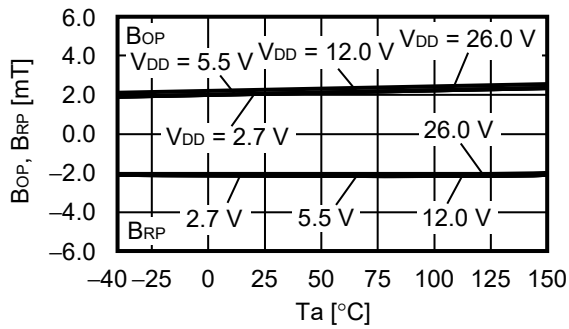 6.0
4.0
2.0
0.0
–2.0
–4.0
–6.0
BOP, BRP [mT]
BOP
VDD = 5.5 V
VDD = 12.0 V
VDD = 26.0 V
VDD = 2.7 V
26.0 V
2.7 V
5.5 V
12.0 V
BRP
–40 –25 0 25 50 75 100 125 150
Ta [°C]